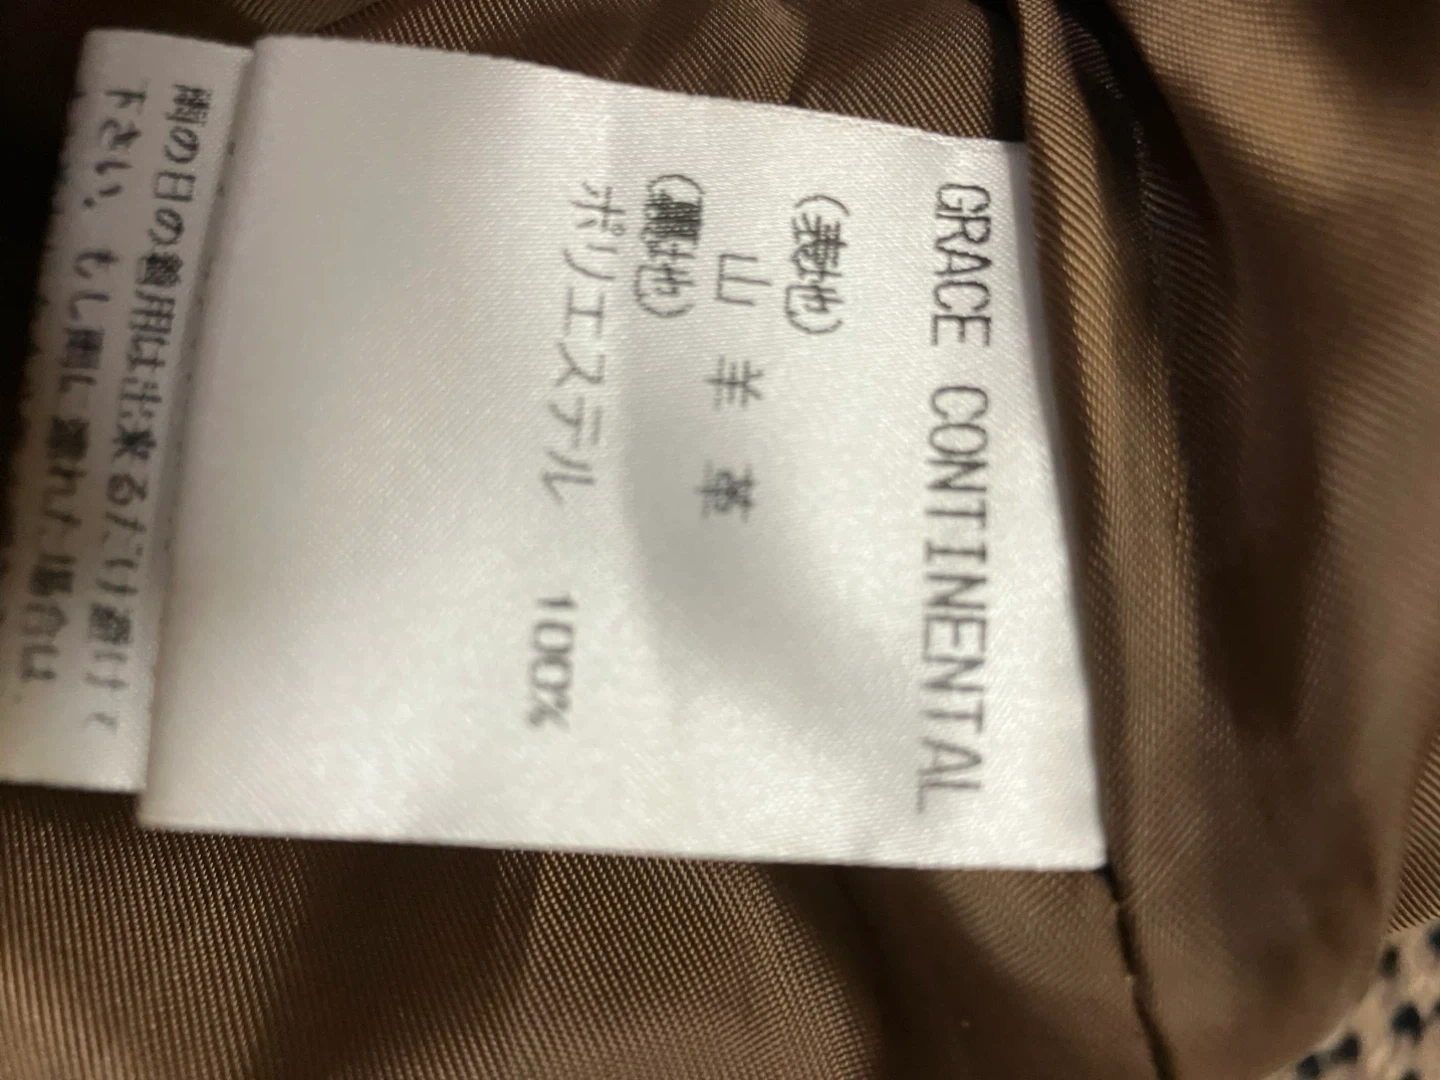 GRACE CONTINENTAL
(表地)
山羊革
(裏地)
ポリエステル 100%
雨の日の着用は出来るだけ避けて
下さい。もし雨に濡れた場合は